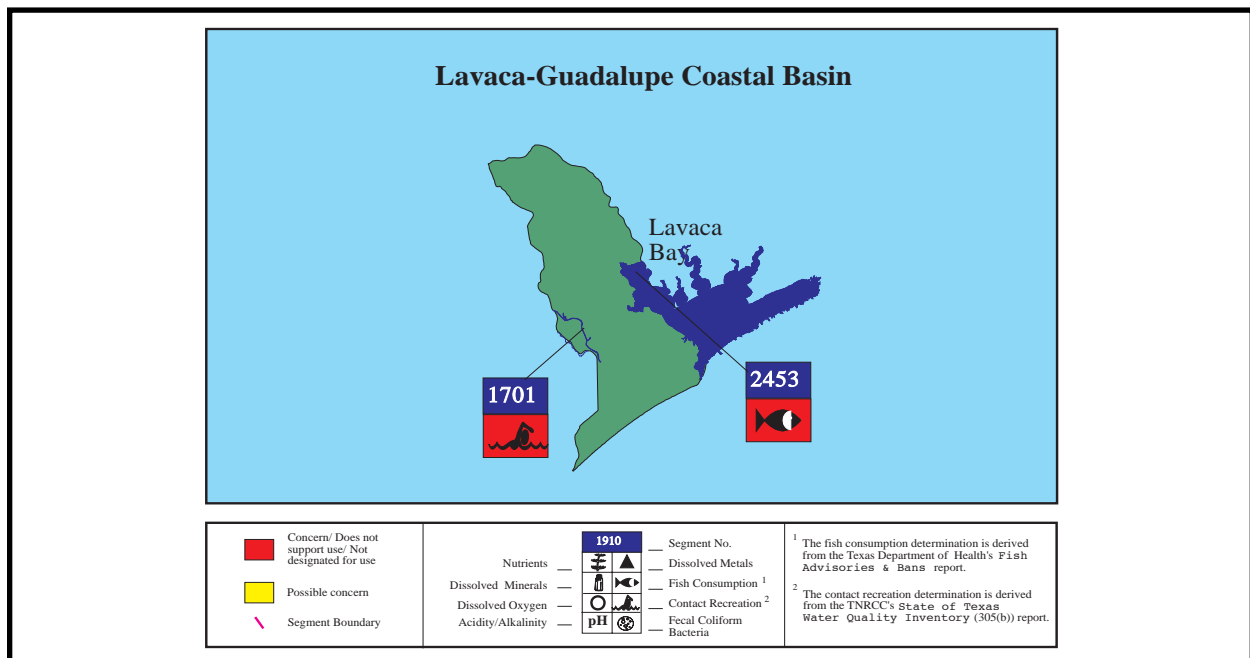 Lavaca-Guadalupe Coastal Basin
Lavaca
Bay
1701
2453
Concern/ Does not
support use/ Not
designated for use
Possible concern
Segment Boundary
1910
Segment No.
Nutrients
Dissolved Metals
Dissolved Minerals
Fish Consumption 1
Dissolved Oxygen
Contact Recreation 2
Acidity/Alkalinity
pH
Fecal Coliform
Bacteria
1 The fish consumption determination is derived
from the Texas Department of Health's Fish
Advisories & Bans report.
2 The contact recreation determination is derived
from the TNRCC's State of Texas
Water Quality Inventory (305(b)) report.